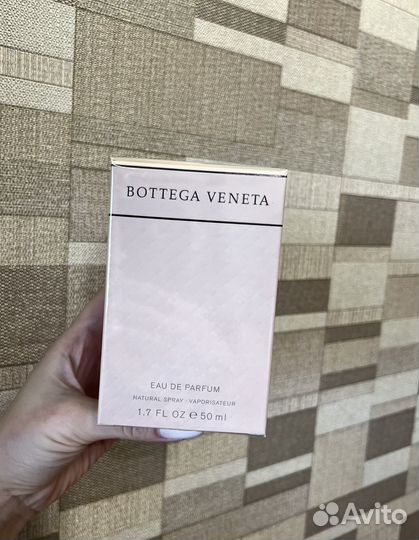 BOTTEGA VENETA
EAU DE PARFUM
NATURAL SPRAY · VAPORISATEUR
1.7 FL OZ ℮ 50 ml
Avito